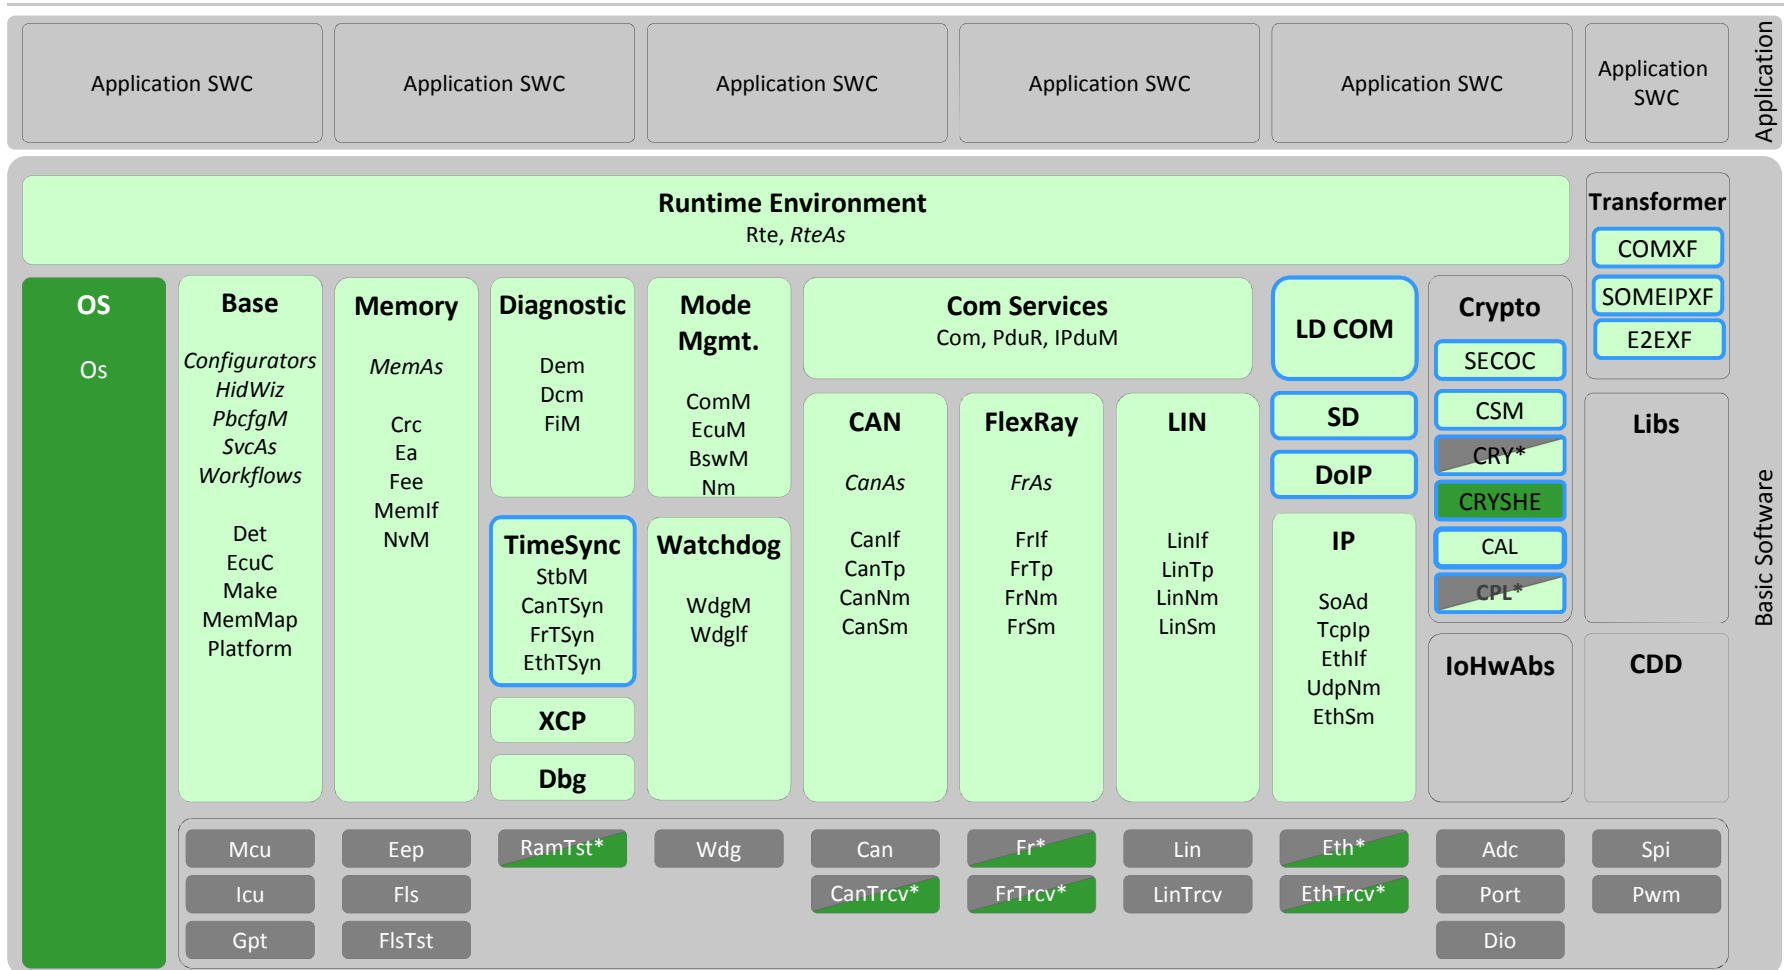 Application SWC
Application SWC
Application SWC
Application SWC
Application SWC
Application
SWC
Application
Runtime Environment
Rte, RteAs
Transformer
COMXF
SOMEIPXF
E2EXF
OS
Os
Base
Configurators
HidWiz
PbcfgM
SvcAs
Workflows
Det
EcuC
Make
MemMap
Platform
Memory
MemAs
Crc
Ea
Fee
MemIf
NvM
Diagnostic
Dem
Dcm
FiM
TimeSync
StbM
CanTSyn
FrTSyn
EthTSyn
XCP
Dbg
Mode
Mgmt.
ComM
EcuM
BswM
Nm
Watchdog
WdgM
WdgIf
Com Services
Com, PduR, IPduM
CAN
CanAs
CanIf
CanTp
CanNm
CanSm
FlexRay
FrAs
FrIf
FrTp
FrNm
FrSm
LIN
LinIf
LinTp
LinNm
LinSm
LD COM
SD
DoIP
IP
SoAd
TcpIp
EthIf
UdpNm
EthSm
Crypto
SECOC
CSM
CRY*
CRYSHE
CAL
CPL*
IoHwAbs
Libs
CDD
Basic Software
Mcu
Eep
RamTst*
Wdg
Can
Fr*
Lin
Eth*
Adc
Spi
Icu
Fls
CanTrcv*
FrTrcv*
LinTrcv
EthTrcv*
Port
Pwm
Gpt
FlsTst
Dio